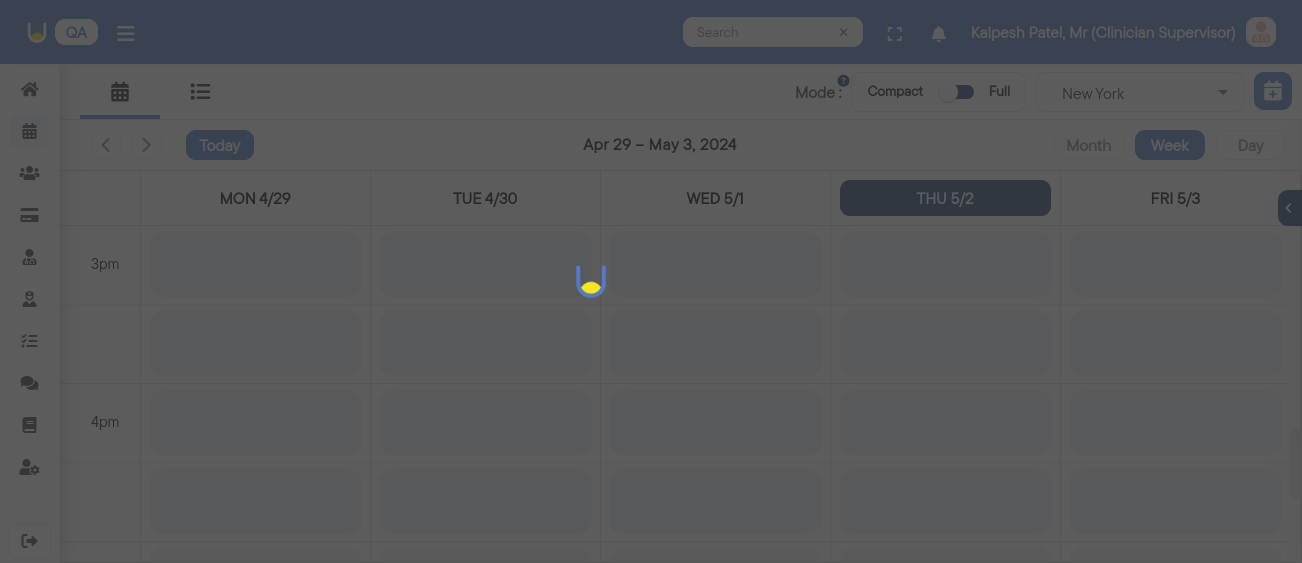 QA
Search
Kalpesh Patel, Mr (Clinician Supervisor)
Mode :
?
Compact
Full
New York
Today
Apr 29 – May 3, 2024
Month
Week
Day
MON 4/29
TUE 4/30
WED 5/1
THU 5/2
FRI 5/3
3pm
4pm